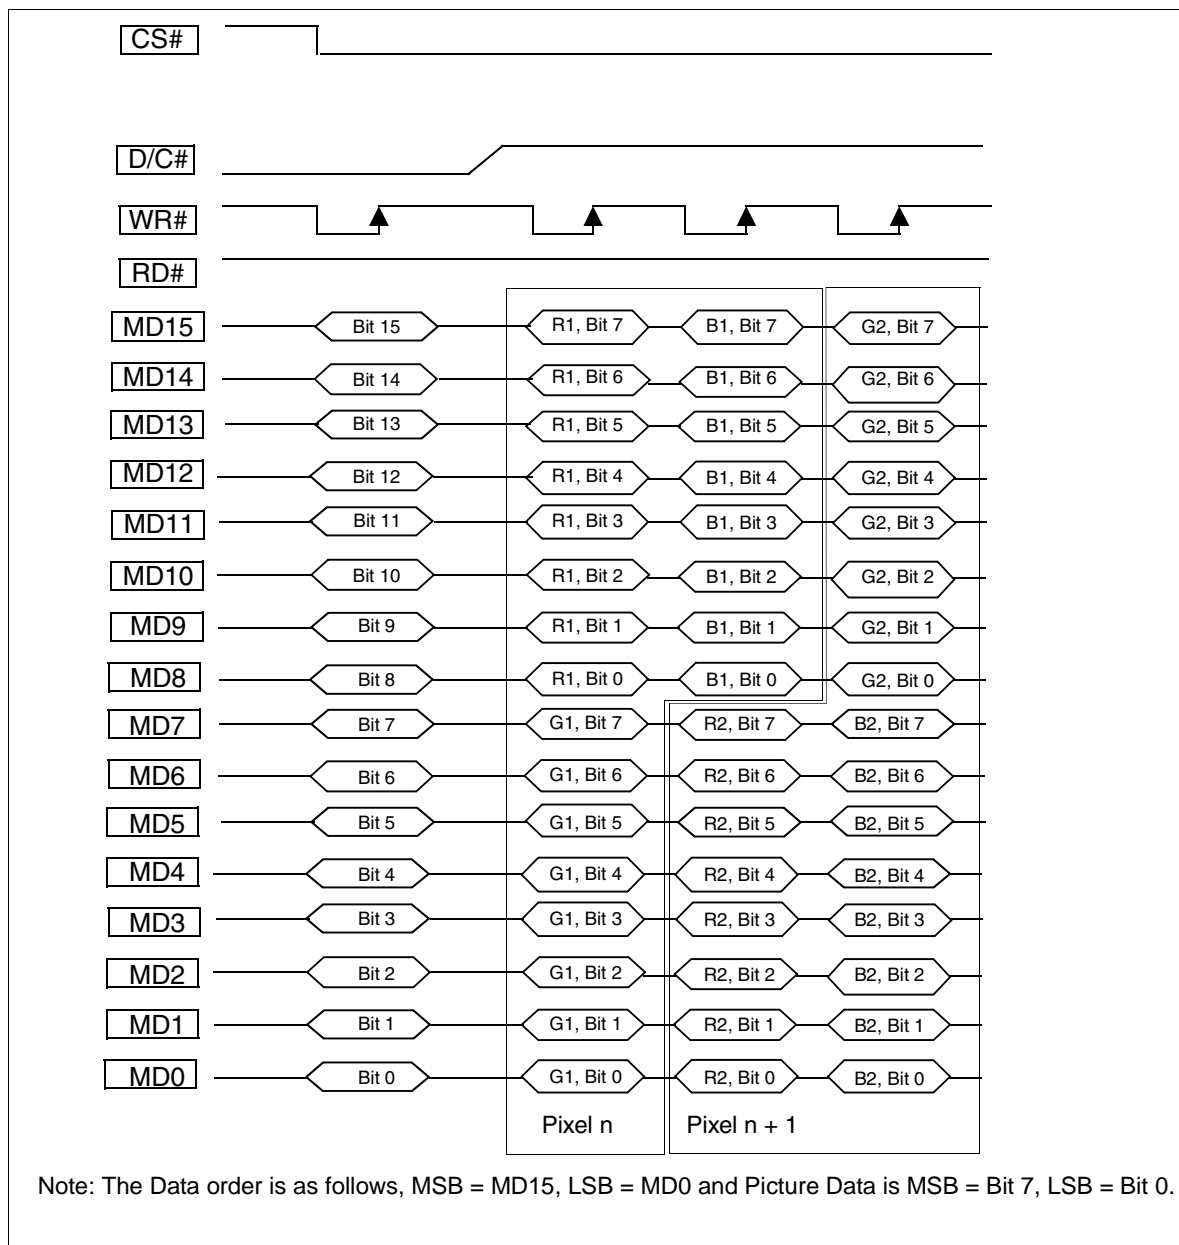 CS#
D/C#
WR#
RD#
MD15 Bit 15 R1, Bit 7 B1, Bit 7 G2, Bit 7
MD14 Bit 14 R1, Bit 6 B1, Bit 6 G2, Bit 6
MD13 Bit 13 R1, Bit 5 B1, Bit 5 G2, Bit 5
MD12 Bit 12 R1, Bit 4 B1, Bit 4 G2, Bit 4
MD11 Bit 11 R1, Bit 3 B1, Bit 3 G2, Bit 3
MD10 Bit 10 R1, Bit 2 B1, Bit 2 G2, Bit 2
MD9 Bit 9 R1, Bit 1 B1, Bit 1 G2, Bit 1
MD8 Bit 8 R1, Bit 0 B1, Bit 0 G2, Bit 0
MD7 Bit 7 G1, Bit 7 R2, Bit 7 B2, Bit 7
MD6 Bit 6 G1, Bit 6 R2, Bit 6 B2, Bit 6
MD5 Bit 5 G1, Bit 5 R2, Bit 5 B2, Bit 5
MD4 Bit 4 G1, Bit 4 R2, Bit 4 B2, Bit 4
MD3 Bit 3 G1, Bit 3 R2, Bit 3 B2, Bit 3
MD2 Bit 2 G1, Bit 2 R2, Bit 2 B2, Bit 2
MD1 Bit 1 G1, Bit 1 R2, Bit 1 B2, Bit 1
MD0 Bit 0 G1, Bit 0 R2, Bit 0 B2, Bit 0
Pixel n Pixel n + 1
Note: The Data order is as follows, MSB = MD15, LSB = MD0 and Picture Data is MSB = Bit 7, LSB = Bit 0.